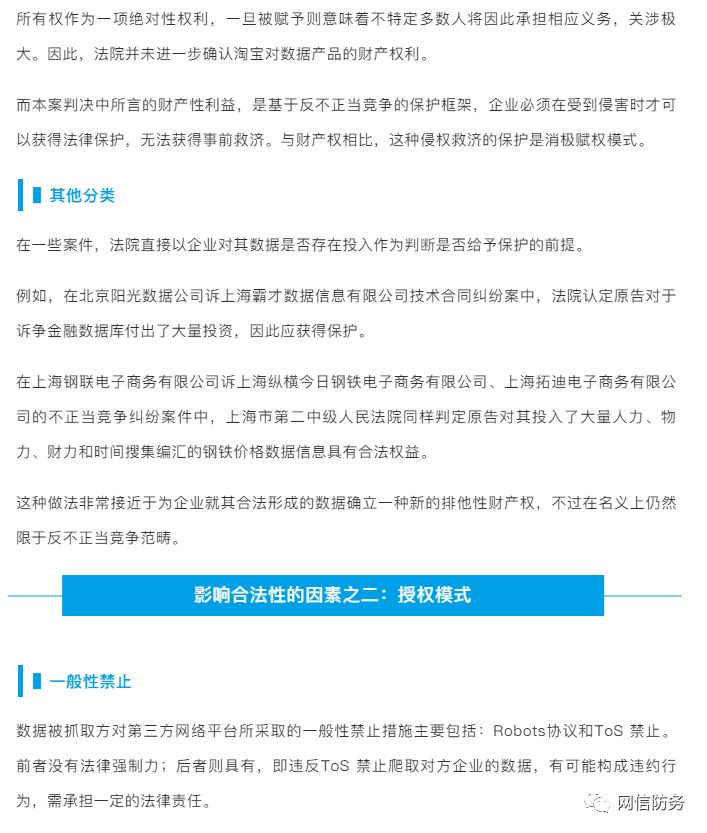 所有权作为一项绝对性权利，一旦被赋予则意味着不特定多数人将因此承担相应义务，关涉极
大。因此，法院并未进一步确认淘宝对数据产品的财产权利。
而本案判决中所言的财产性利益，是基于反不正当竞争的保护框架，企业必须在受到侵害时才可
以获得法律保护，无法获得事前救济。与财产权相比，这种侵权救济的保护是消极赋权模式。
其他分类
在一些案件，法院直接以企业对其数据是否存在投入作为判断是否给予保护的前提。
例如，在北京阳光数据公司诉上海霸才数据信息有限公司技术合同纠纷案中，法院认定原告对于
诉争金融数据库付出了大量投资，因此应获得保护。
在上海钢联电子商务有限公司诉上海纵横今日钢铁电子商务有限公司、上海拓迪电子商务有限公
司的不正当竞争纠纷案件中，上海市第二中级人民法院同样判定原告对其投入了大量人力、物
力、财力和时间搜集编汇的钢铁价格数据信息具有合法权益。
这种做法非常接近于为企业就其合法形成的数据确立一种新的排他性财产权，不过在名义上仍然
限于反不正当竞争范畴。
影响合法性的因素之二：授权模式
一般性禁止
数据被抓取方对第三方网络平台所采取的一般性禁止措施主要包括：Robots协议和ToS 禁止。
前者没有法律强制力；后者则具有，即违反ToS 禁止爬取对方企业的数据，有可能构成违约行
为，需承担一定的法律责任。
网信防务